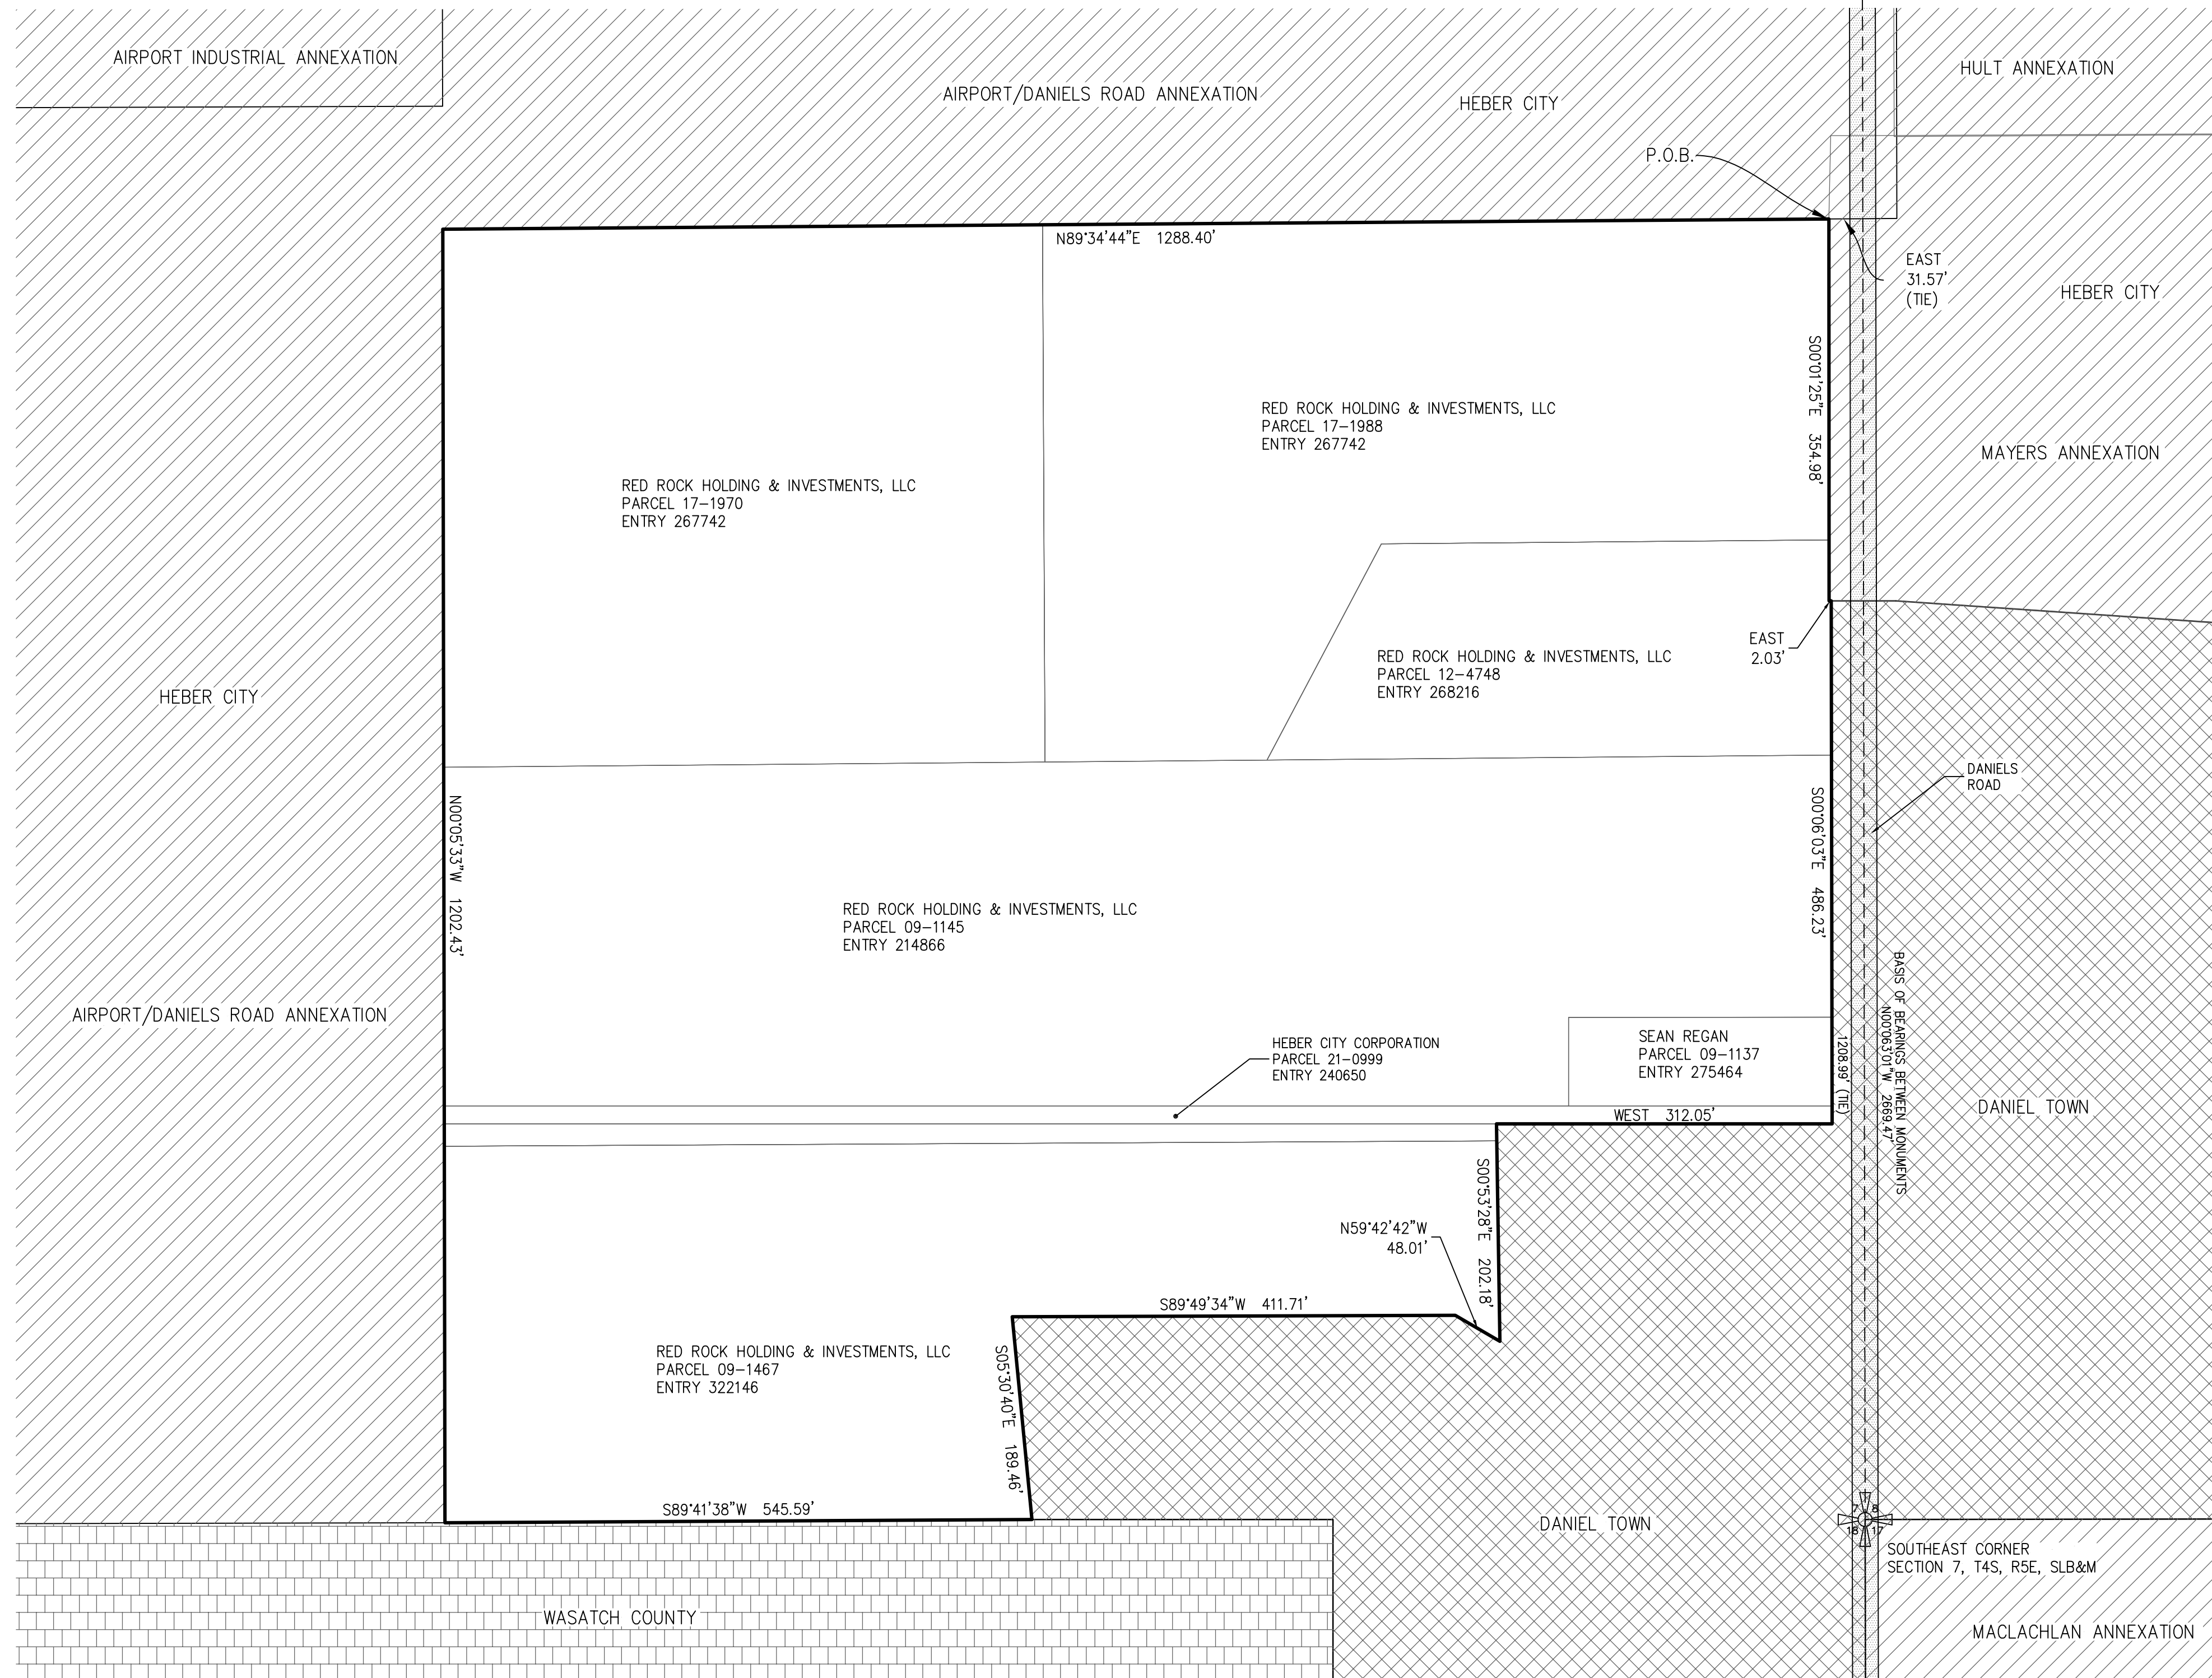 AIRPORT INDUSTRIAL ANNEXATION
AIRPORT/DANIELS ROAD ANNEXATION
HEBER CITY
HULT ANNEXATION
P.O.B.
N89°34'44"E 1288.40'
EAST
31.57'
(TIE)
HEBER CITY
S00°01'25"E 354.98'
RED ROCK HOLDING & INVESTMENTS, LLC
PARCEL 17-1988
ENTRY 267742
MAYERS ANNEXATION
RED ROCK HOLDING & INVESTMENTS, LLC
PARCEL 17-1970
ENTRY 267742
EAST
2.03'
RED ROCK HOLDING & INVESTMENTS, LLC
PARCEL 12-4748
ENTRY 268216
HEBER CITY
DANIELS
ROAD
N00°05'33"W 1202.43'
S00°06'03"E 486.23'
RED ROCK HOLDING & INVESTMENTS, LLC
PARCEL 09-1145
ENTRY 214866
BASIS OF BEARINGS BETWEEN MONUMENTS
N00°063'01"W 2669.47'
1208.99' (TIE)
AIRPORT/DANIELS ROAD ANNEXATION
HEBER CITY CORPORATION
PARCEL 21-0999
ENTRY 240650
SEAN REGAN
PARCEL 09-1137
ENTRY 275464
DANIEL TOWN
WEST 312.05'
S00°53'28"E 202.18'
N59°42'42"W
48.01'
S89°49'34"W 411.71'
RED ROCK HOLDING & INVESTMENTS, LLC
PARCEL 09-1467
ENTRY 322146
S05°30'40"E 189.46'
S89°41'38"W 545.59'
DANIEL TOWN
7 8
18 17
SOUTHEAST CORNER
SECTION 7, T4S, R5E, SLB&M
WASATCH COUNTY
MACLACHLAN ANNEXATION